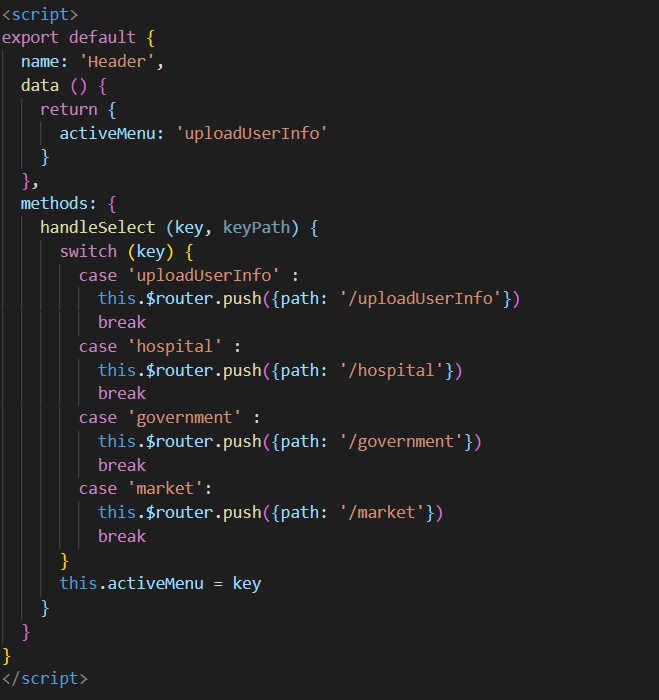 <script>
export default {
  name: 'Header',
  data () {
    return {
      activeMenu: 'uploadUserInfo'
    }
  },
  methods: {
    handleSelect (key, keyPath) {
      switch (key) {
        case 'uploadUserInfo' :
          this.$router.push({path: '/uploadUserInfo'})
          break
        case 'hospital' :
          this.$router.push({path: '/hospital'})
          break
        case 'government' :
          this.$router.push({path: '/government'})
          break
        case 'market':
          this.$router.push({path: '/market'})
          break
      }
      this.activeMenu = key
    }
  }
}
</script>